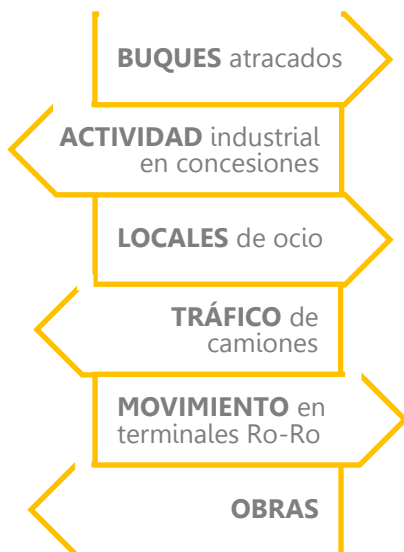 BUQUES atracados
ACTIVIDAD industrial
en concesiones
LOCALES de ocio
TRÁFICO de
camiones
MOVIMIENTO en
terminales Ro-Ro
OBRAS